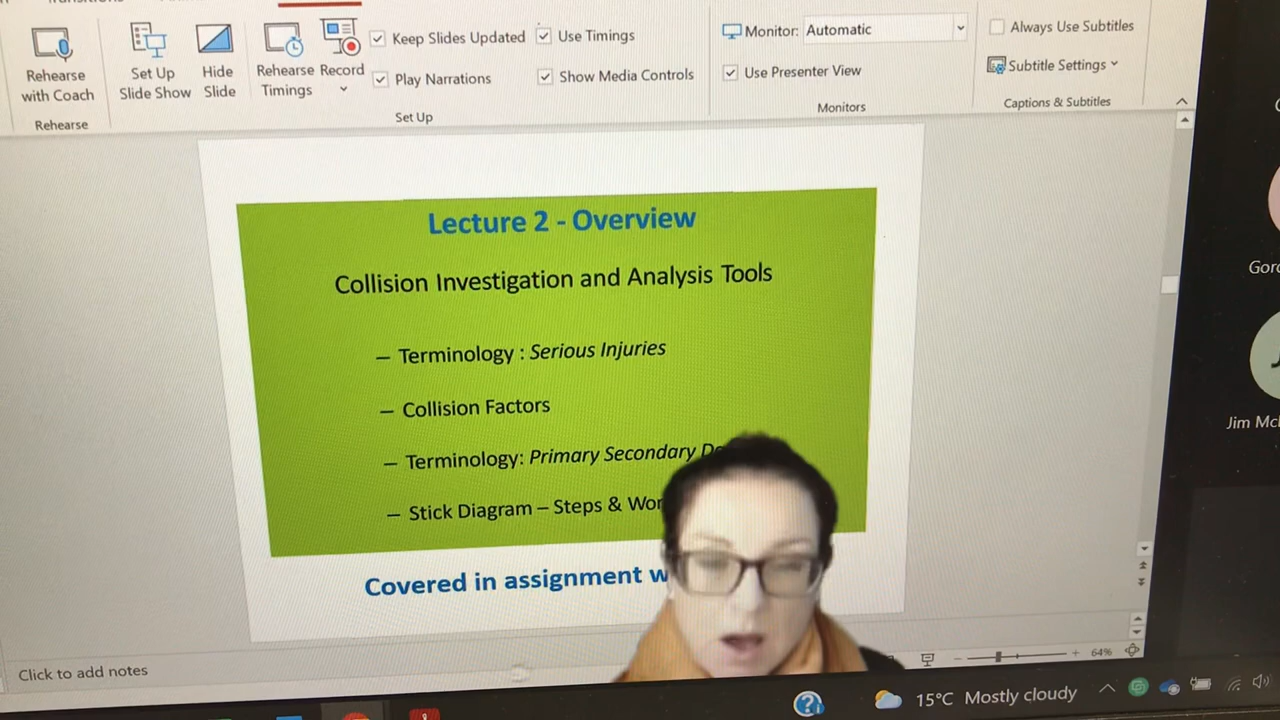 Rehearse
with Coach
Rehearse
Set Up
Slide Show
Hide
Slide
Rehearse
Timings
Record
Keep Slides Updated
Play Narrations
Use Timings
Show Media Controls
Set Up
Monitor: Automatic
Use Presenter View
Monitors
Always Use Subtitles
Subtitle Settings
Captions & Subtitles
Lecture 2 - Overview
Collision Investigation and Analysis Tools
– Terminology : Serious Injuries
– Collision Factors
– Terminology: Primary Secondary
– Stick Diagram – Steps &
Covered in assignment
Click to add notes
64%
15°C Mostly cloudy
Jim